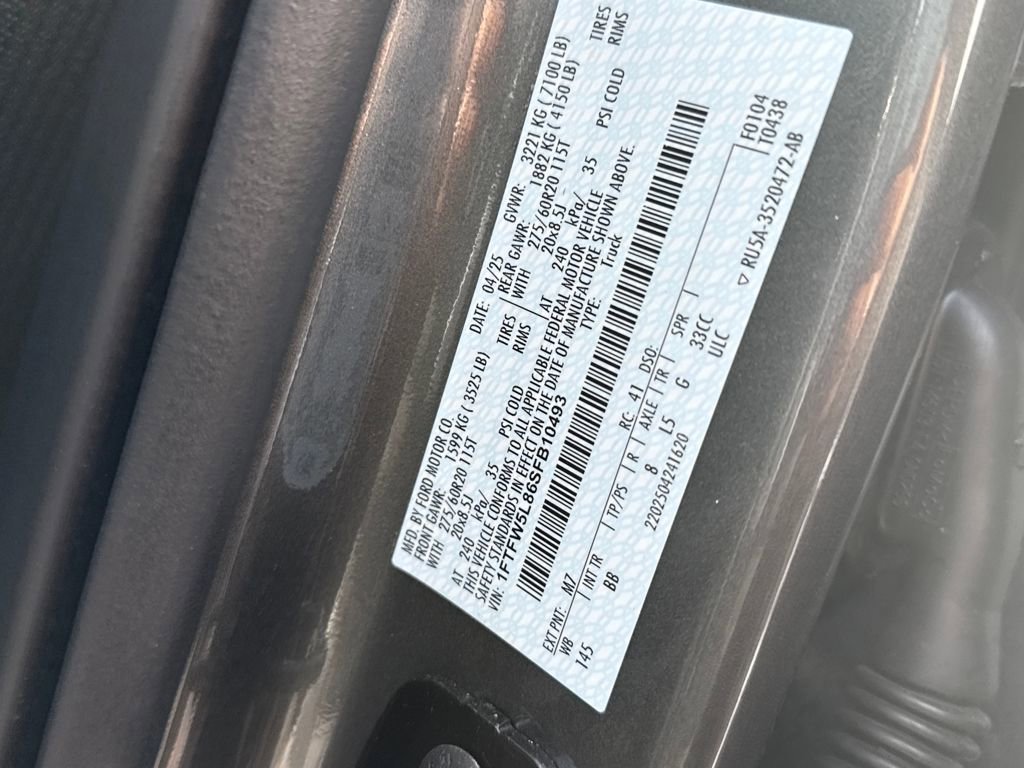 MFD. BY FORD MOTOR CO.
DATE: 04/25 GVWR: 3221 KG ( 7100 LB)
FRONT GAWR: 1599 KG ( 3525 LB) REAR GAWR: 1882 KG ( 4150 LB)
WITH 275/60R20 115T TIRES WITH 275/60R20 115T TIRES
20x8.5J RIMS 20x8.5J RIMS
AT 240 kPa/ 35 PSI COLD AT 240 kPa/ 35 PSI COLD
THIS VEHICLE CONFORMS TO ALL APPLICABLE FEDERAL MOTOR VEHICLE
SAFETY STANDARDS IN EFFECT ON THE DATE OF MANUFACTURE SHOWN ABOVE.
VIN: 1FTFW5L86SFB10493 TYPE: Truck
EXT PNT: M7 RC: 41 DSO: F0104
WB INT TR TP/PS R AXLE TR SPR T0438
145 BB 8 L5 G 33CC
2202504241620 UIC ▽ RU5A-3520472-AB